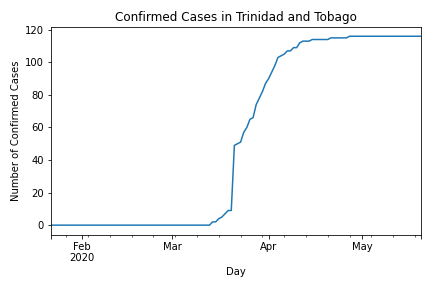 Confirmed Cases in Trinidad and Tobago
Number of Confirmed Cases
120
100
80
60
40
20
0
Feb
2020
Mar
Apr
May
Day